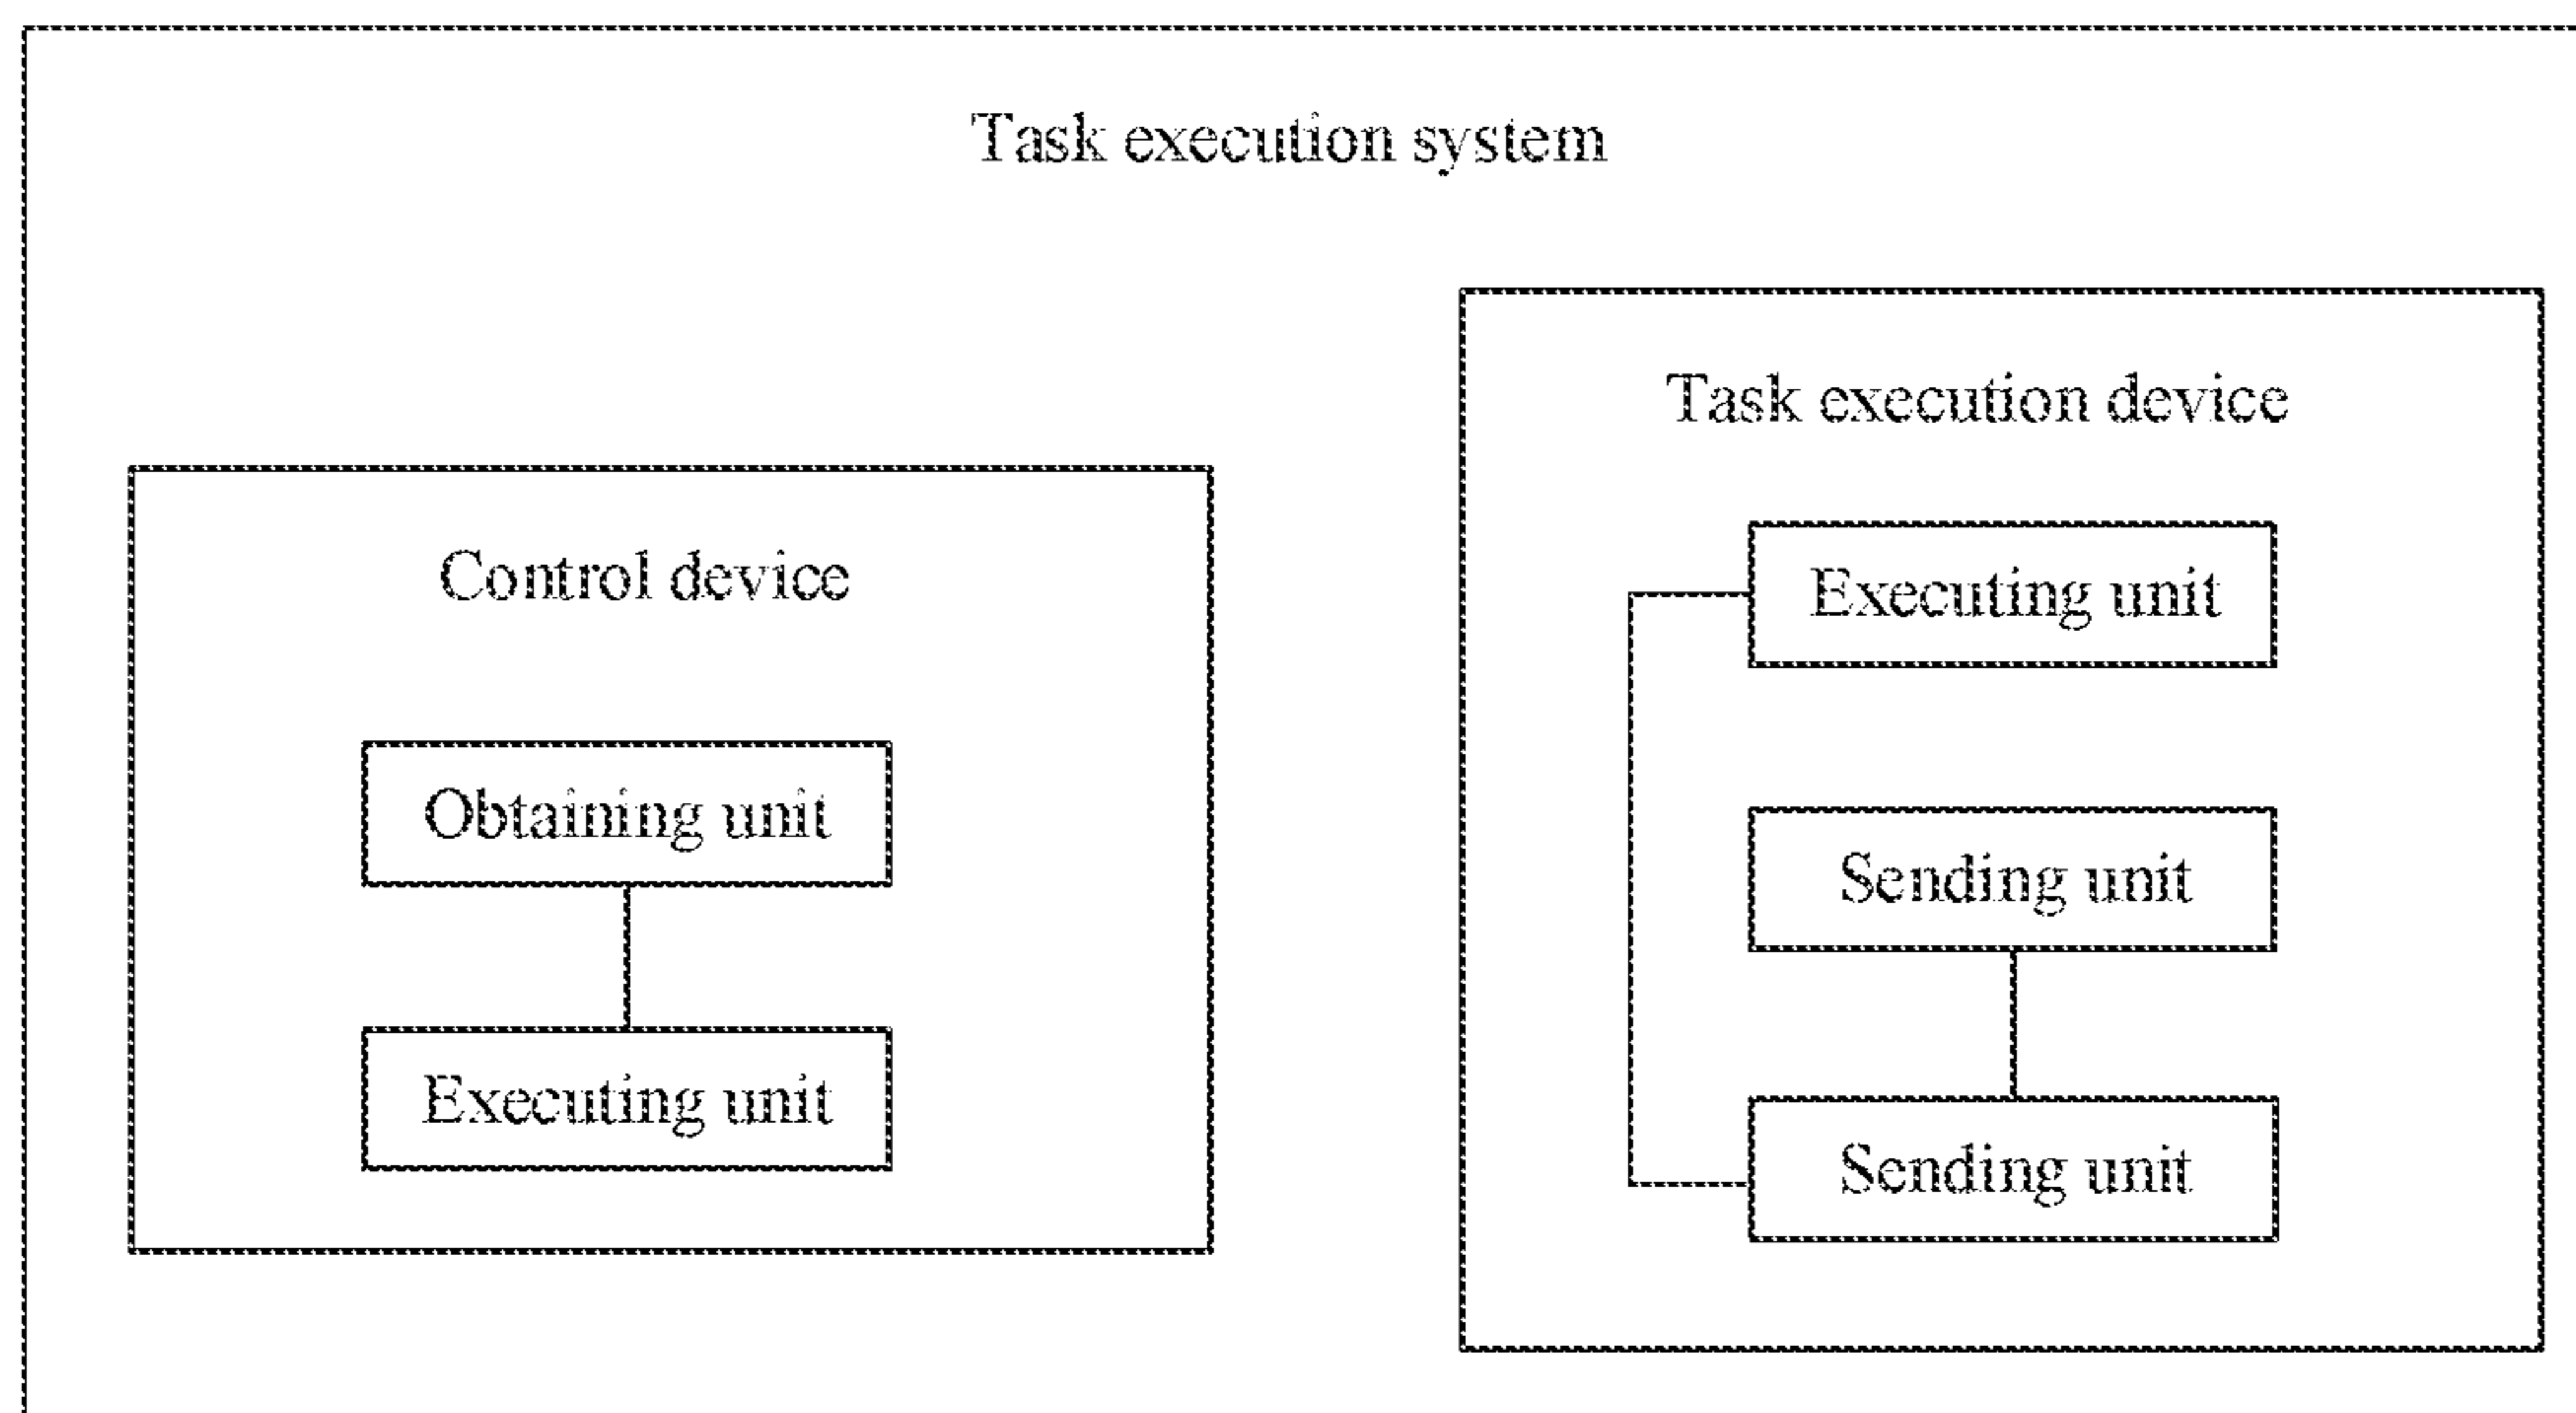 Task execution system
Control device
Obtaining unit
Executing unit
Task execution device
Executing unit
Sending unit
Sending unit